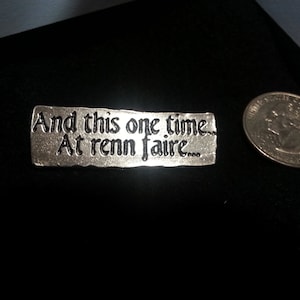 And this one time...
At renn faire...